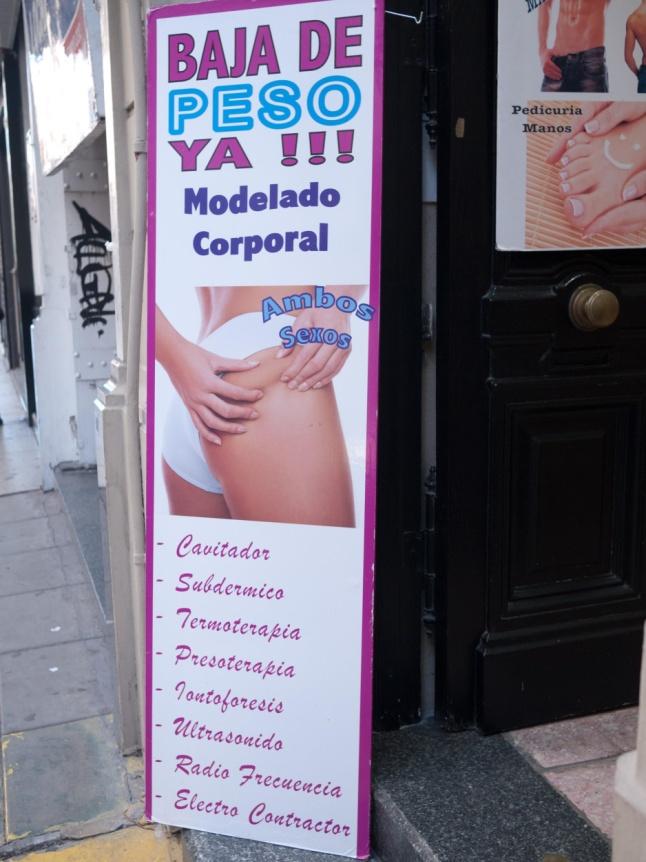 BAJA DE
PESO
YA !!!
Modelado
Corporal
Ambos
Sexos
- Cavitador
- Subdermico
- Termoterapia
- Presoterapia
- Iontoforesis
- Ultrasonido
- Radio Frecuencia
- Electro Contractor
Pedicuria
Manos